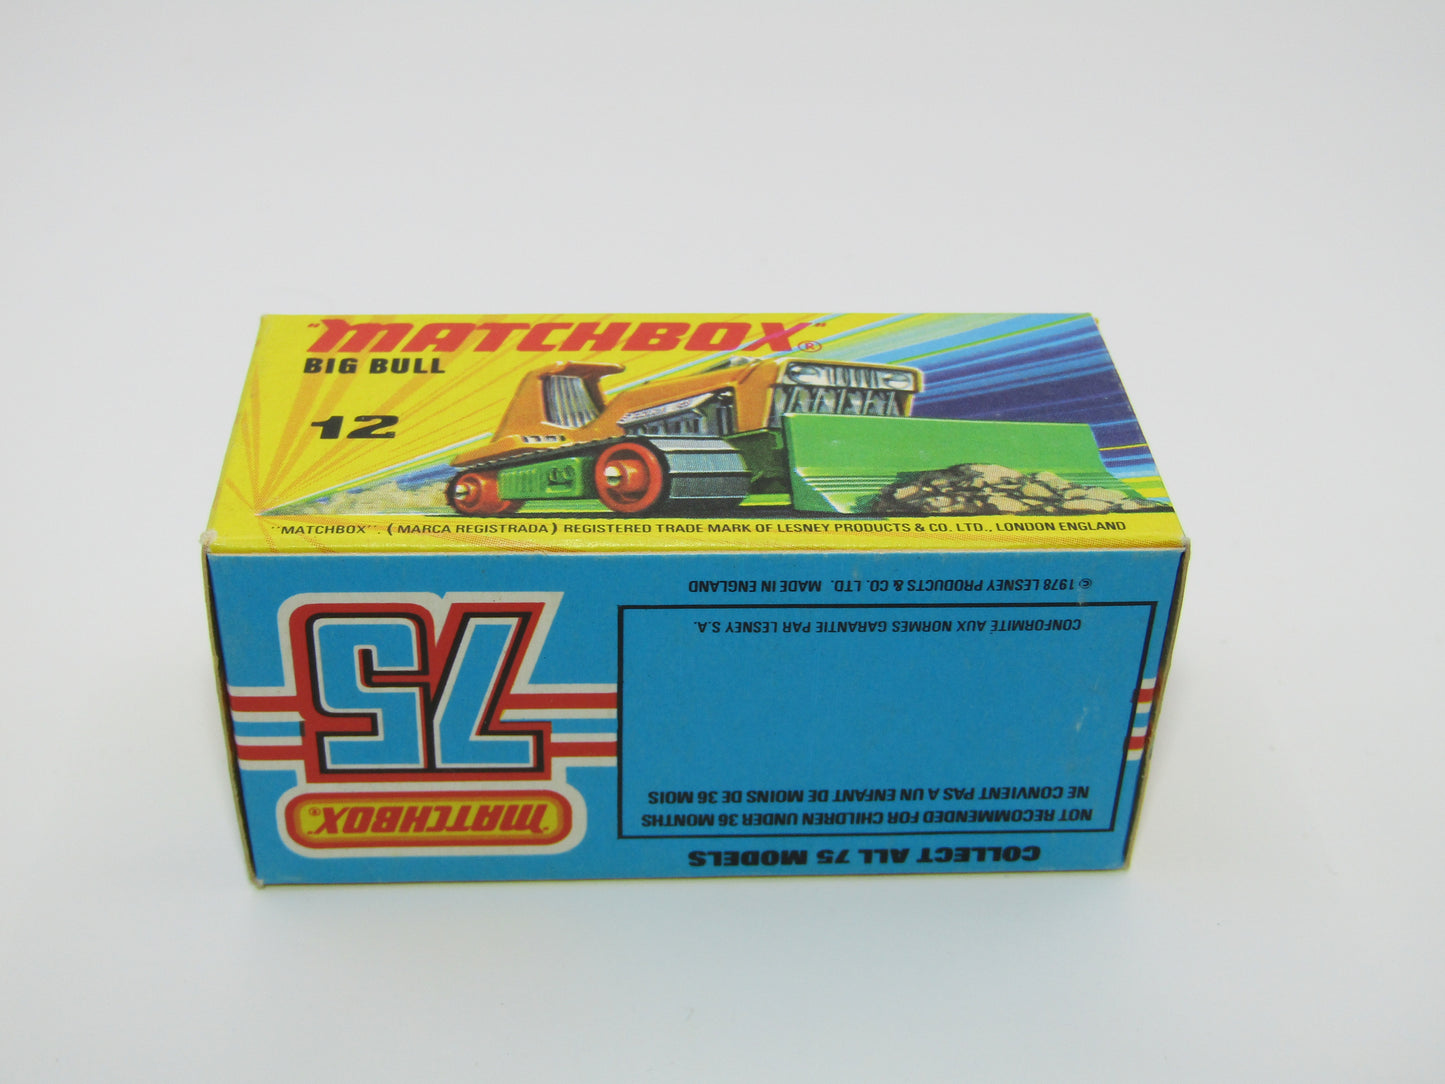 "MATCHBOX"®
BIG BULL
12
"MATCHBOX". (MARCA REGISTRADA) REGISTERED TRADE MARK OF LESNEY PRODUCTS & CO. LTD., LONDON ENGLAND
COLLECT ALL 75 MODELS
NOT RECOMMENDED FOR CHILDREN UNDER 36 MONTHS
NE CONVIENT PAS A UN ENFANT DE MOINS DE 36 MOIS
CONFORMITÉ AUX NORMES GARANTIE PAR LESNEY S.A.
© 1978 LESNEY PRODUCTS & CO. LTD. MADE IN ENGLAND
"MATCHBOX"®
75